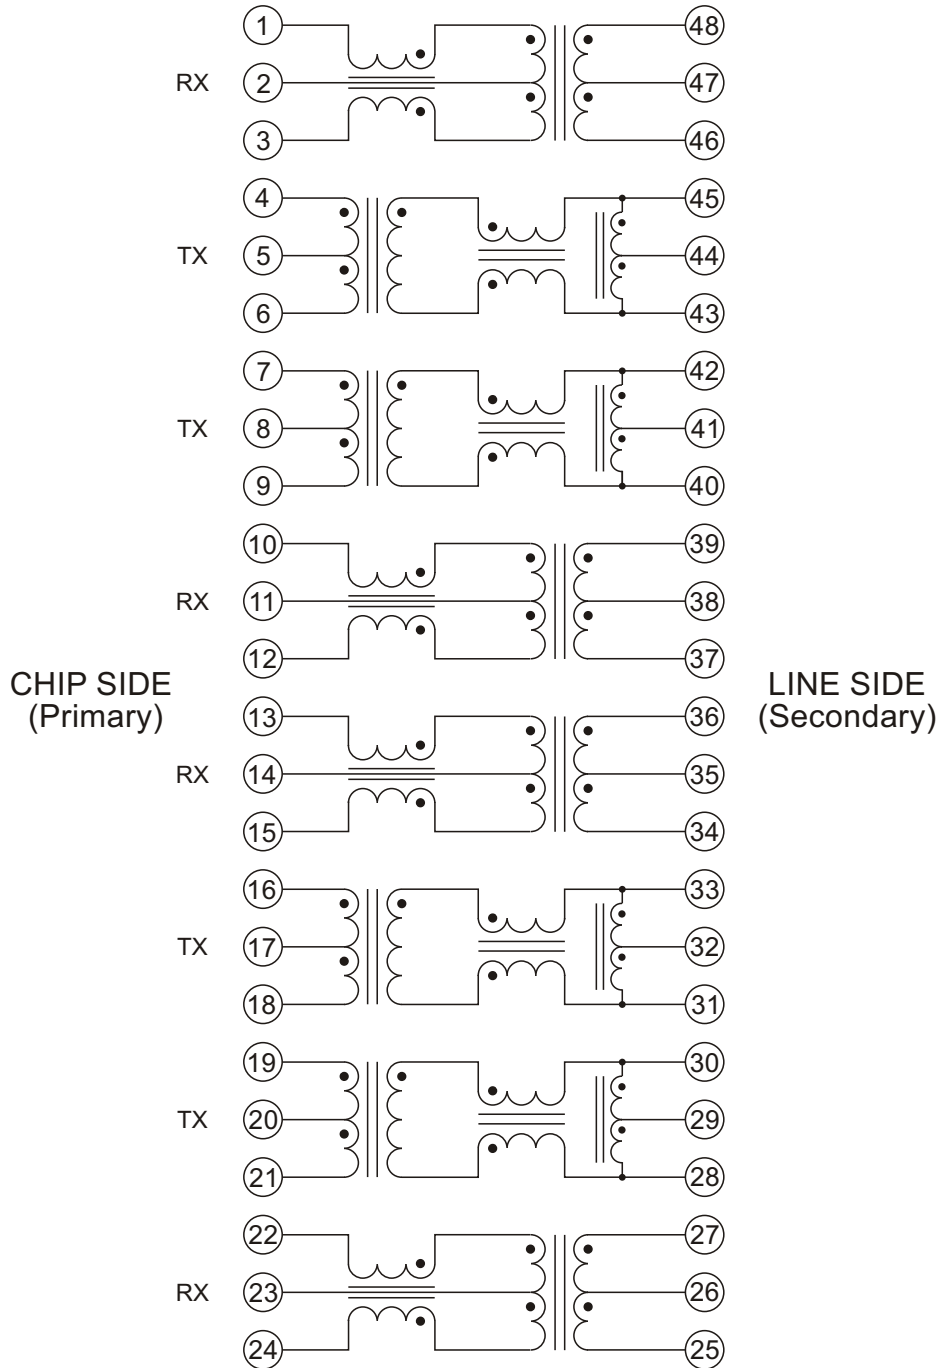 1 48
RX 2 47
3 46
4 45
TX 5 44
6 43
7 42
TX 8 41
9 40
10 39
RX 11 38
12 37
CHIP SIDE
(Primary)
LINE SIDE
(Secondary)
13 36
RX 14 35
15 34
16 33
TX 17 32
18 31
19 30
TX 20 29
21 28
22 27
RX 23 26
24 25